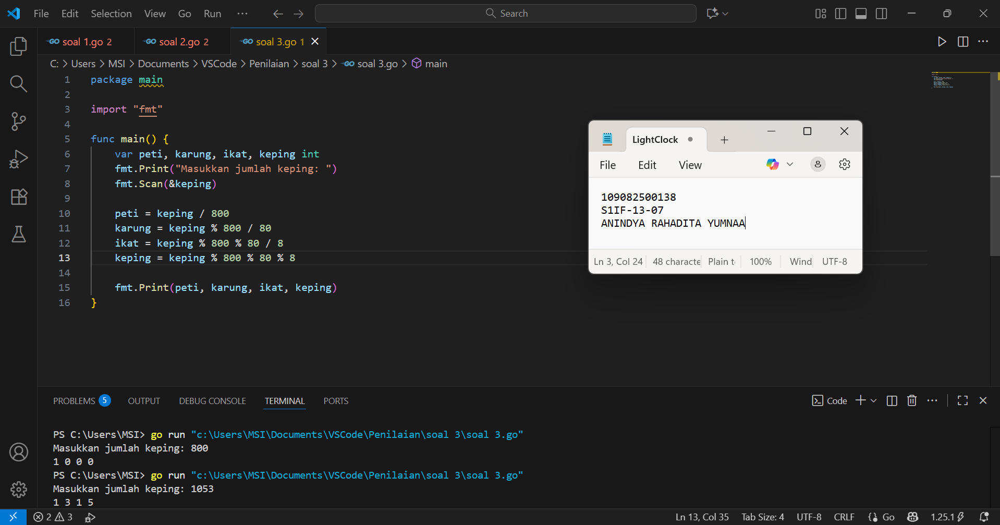 File Edit Selection View Go Run ··· Search
GO soal 1.go 2 GO soal 2.go 2 GO soal 3.go 1
C: > Users > MSI > Documents > VSCode > Penilaian > soal 3 > GO soal 3.go > main
1 package main
2
3 import "fmt"
4
5 func main() {
6 var peti, karung, ikat, keping int
7 fmt.Print("Masukkan jumlah keping: ")
8 fmt.Scan(&keping)
9
10 peti = keping / 800
11 karung = keping % 800 / 80
12 ikat = keping % 800 % 80 / 8
13 keping = keping % 800 % 80 % 8
14
15 fmt.Print(peti, karung, ikat, keping)
16 }
LightClock
File Edit View
109082500138
S1IF-13-07
ANINDYA RAHADITA YUMNAA
Ln 3, Col 24 48 characte Plain t 100% Wind UTF-8
PROBLEMS 5 OUTPUT DEBUG CONSOLE TERMINAL PORTS Code
PS C:\Users\MSI> go run "c:\Users\MSI\Documents\VSCode\Penilaian\soal 3\soal 3.go"
Masukkan jumlah keping: 800
1 0 0 0
PS C:\Users\MSI> go run "c:\Users\MSI\Documents\VSCode\Penilaian\soal 3\soal 3.go"
Masukkan jumlah keping: 1053
1 3 1 5
2 3 Ln 13, Col 35 Tab Size: 4 UTF-8 CRLF Go 1.25.1